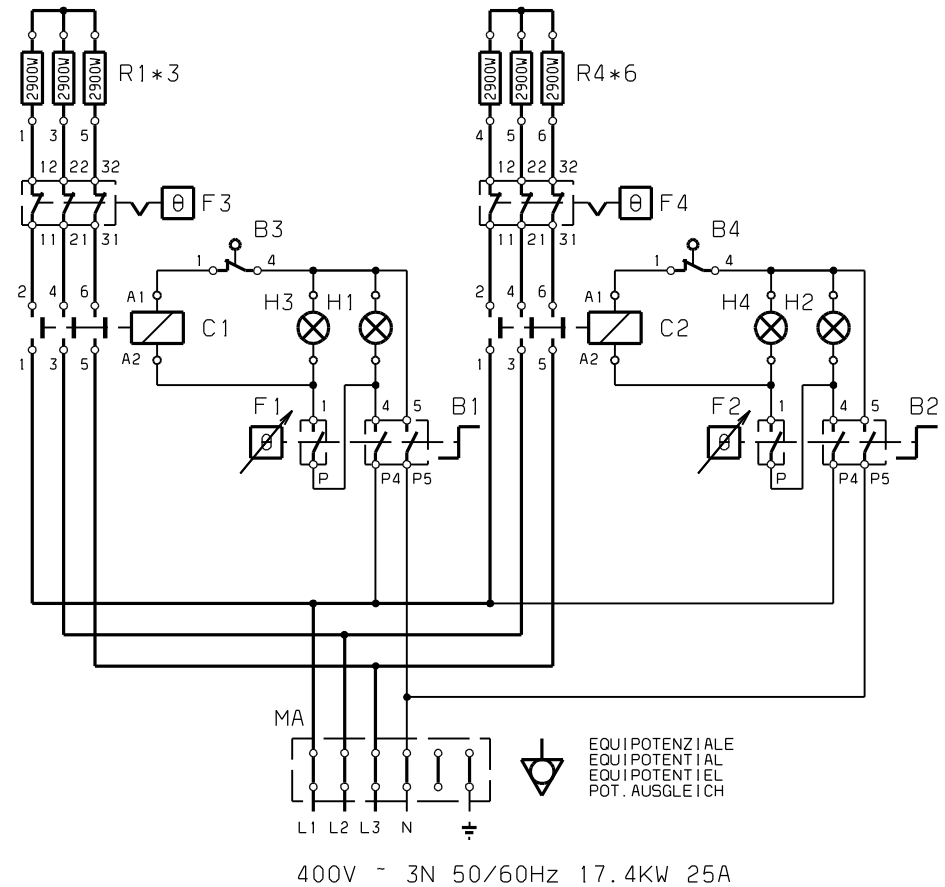 2900W 2900W 2900W R1*3 2900W 2900W 2900W R4*6
1 3 5 4 5 6
12 22 32 12 22 32
θ F3 θ F4
11 21 31 11 21 31
B3 B4
1 4 1 4
2 4 6 A1 H3 H1 2 4 6 A1 H4 H2
C1 C2
1 3 5 A2 1 3 5 A2
F1 1 4 5 B1 F2 1 4 5 B2
θ θ
P P4 P5 P P4 P5
MA
EQUIPOTENZIALE
EQUIPOTENTIAL
EQUIPOTENTIEL
POT.AUSGLEICH
L1 L2 L3 N
400V ~ 3N 50/60Hz 17.4KW 25A